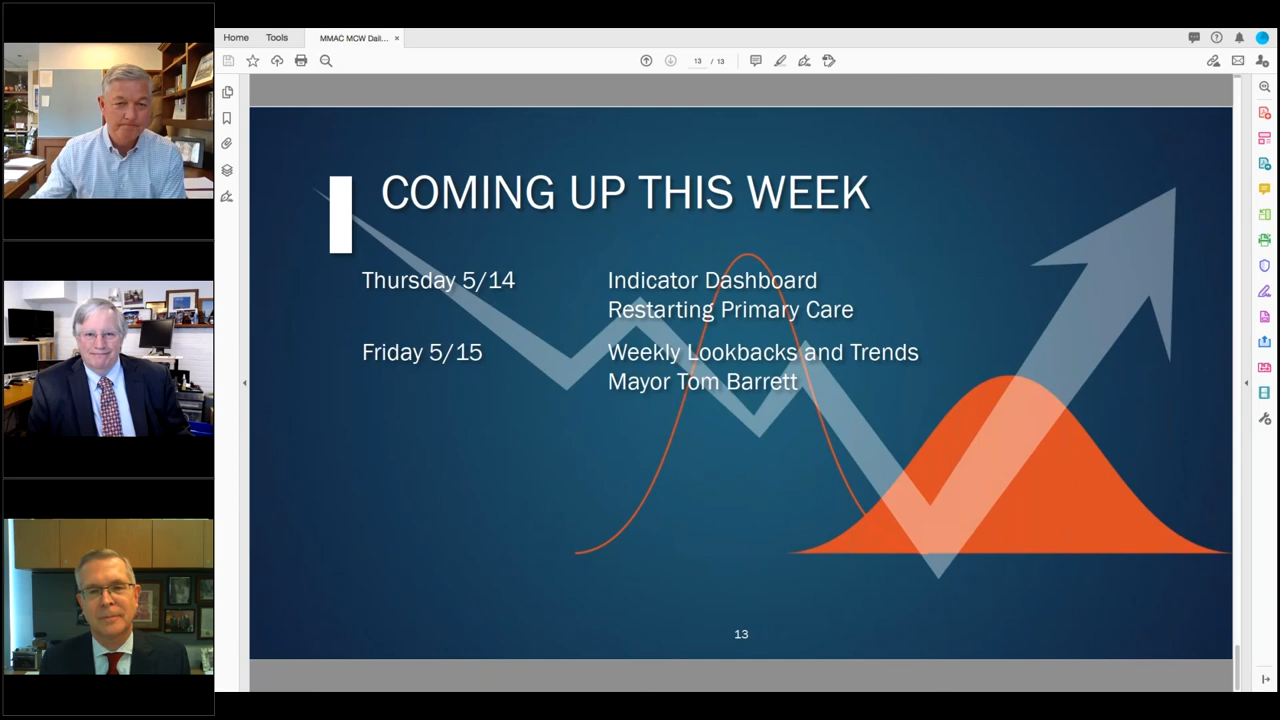 Home
Tools
MMAC MCW Dail...
13 / 13
COMING UP THIS WEEK
Thursday 5/14
Indicator Dashboard
Restarting Primary Care
Friday 5/15
Weekly Lookbacks and Trends
Mayor Tom Barrett
13